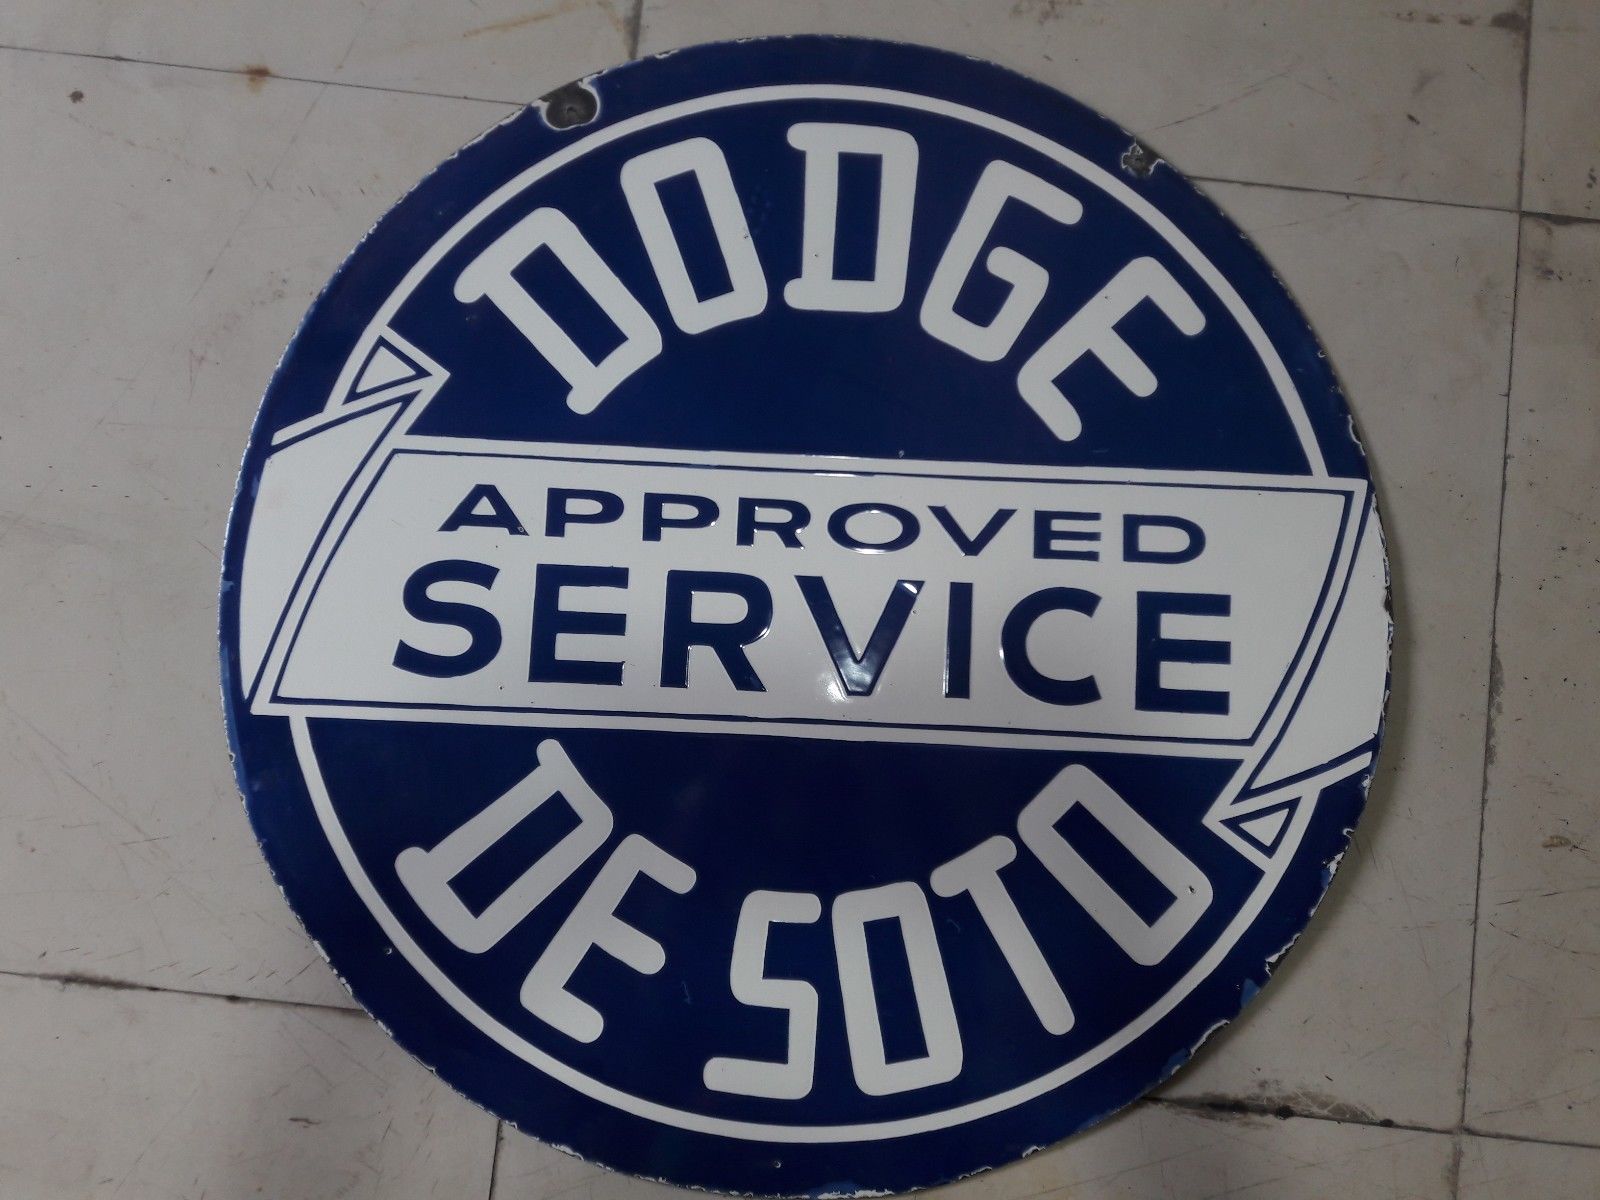 DODGE
APPROVED
SERVICE
DE SOTO